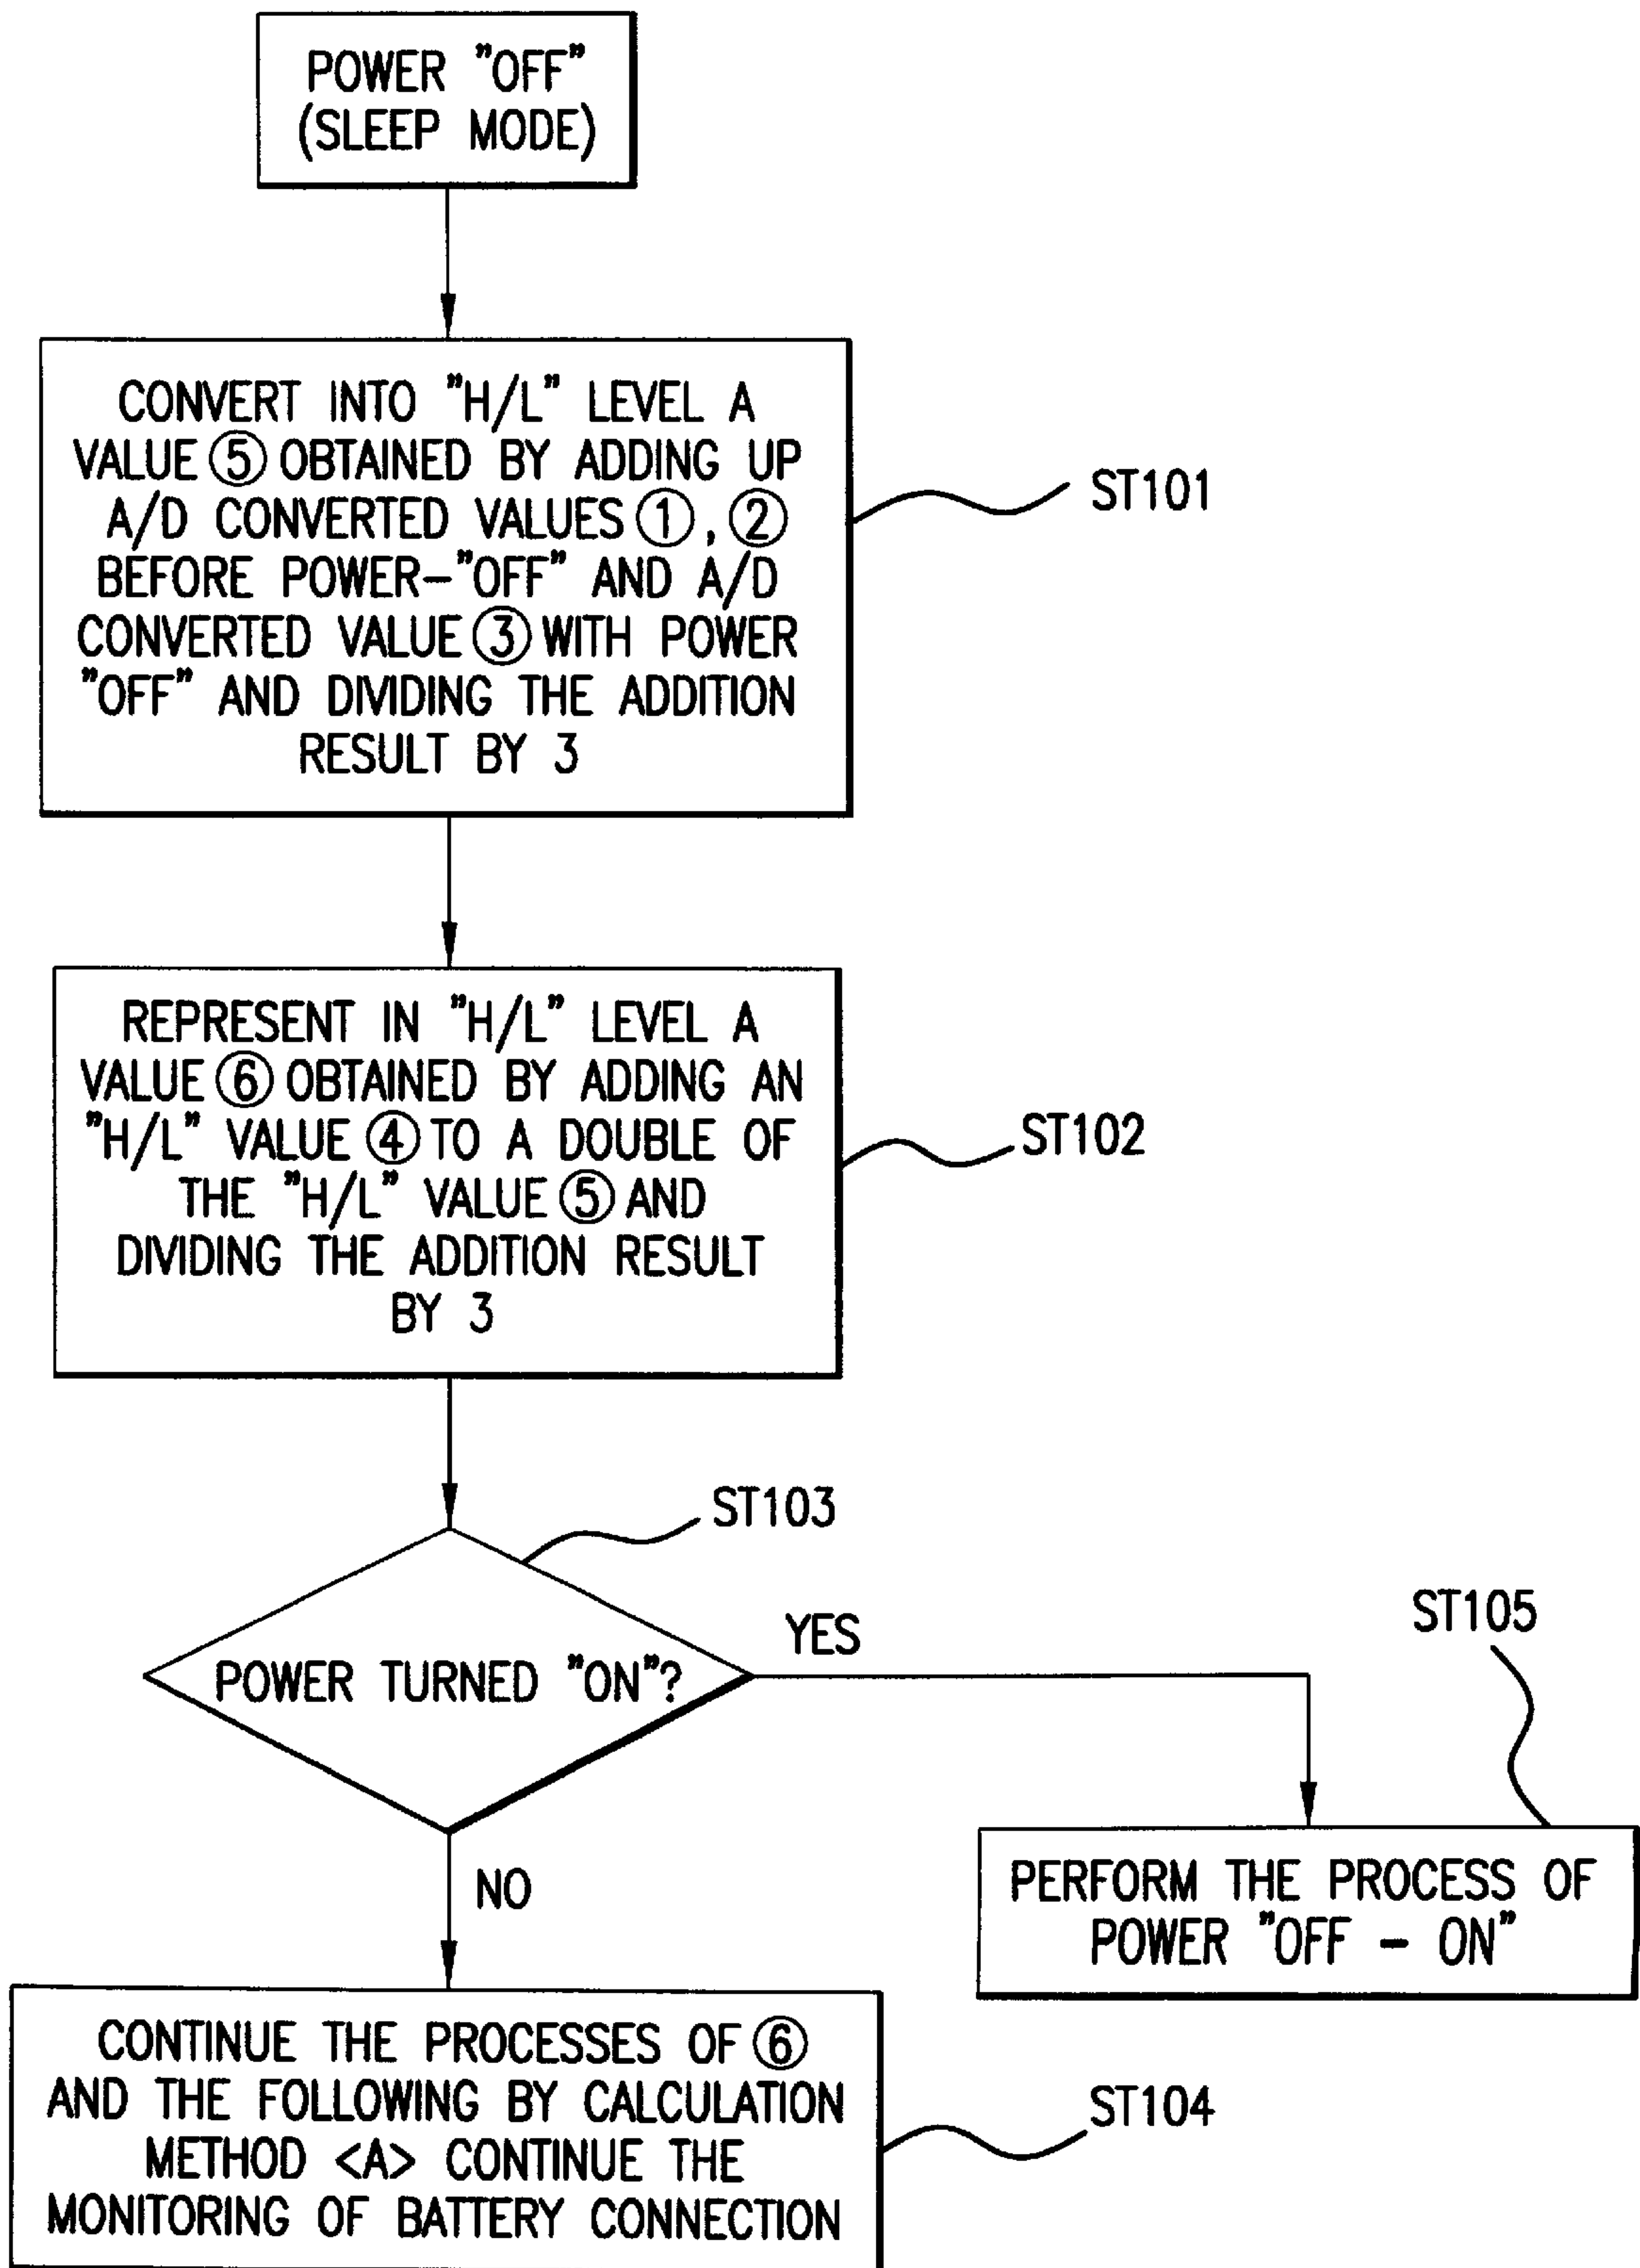 POWER "OFF"
(SLEEP MODE)
CONVERT INTO "H/L" LEVEL A
VALUE ⑤ OBTAINED BY ADDING UP
A/D CONVERTED VALUES ①, ②
BEFORE POWER-"OFF" AND A/D
CONVERTED VALUE ③ WITH POWER
"OFF" AND DIVIDING THE ADDITION
RESULT BY 3
ST101
REPRESENT IN "H/L" LEVEL A
VALUE ⑥ OBTAINED BY ADDING AN
"H/L" VALUE ④ TO A DOUBLE OF
THE "H/L" VALUE ⑤ AND
DIVIDING THE ADDITION RESULT
BY 3
ST102
ST103
POWER TURNED "ON"?
YES
ST105
PERFORM THE PROCESS OF
POWER "OFF - ON"
NO
CONTINUE THE PROCESSES OF ⑥
AND THE FOLLOWING BY CALCULATION
METHOD <A> CONTINUE THE
MONITORING OF BATTERY CONNECTION
ST104